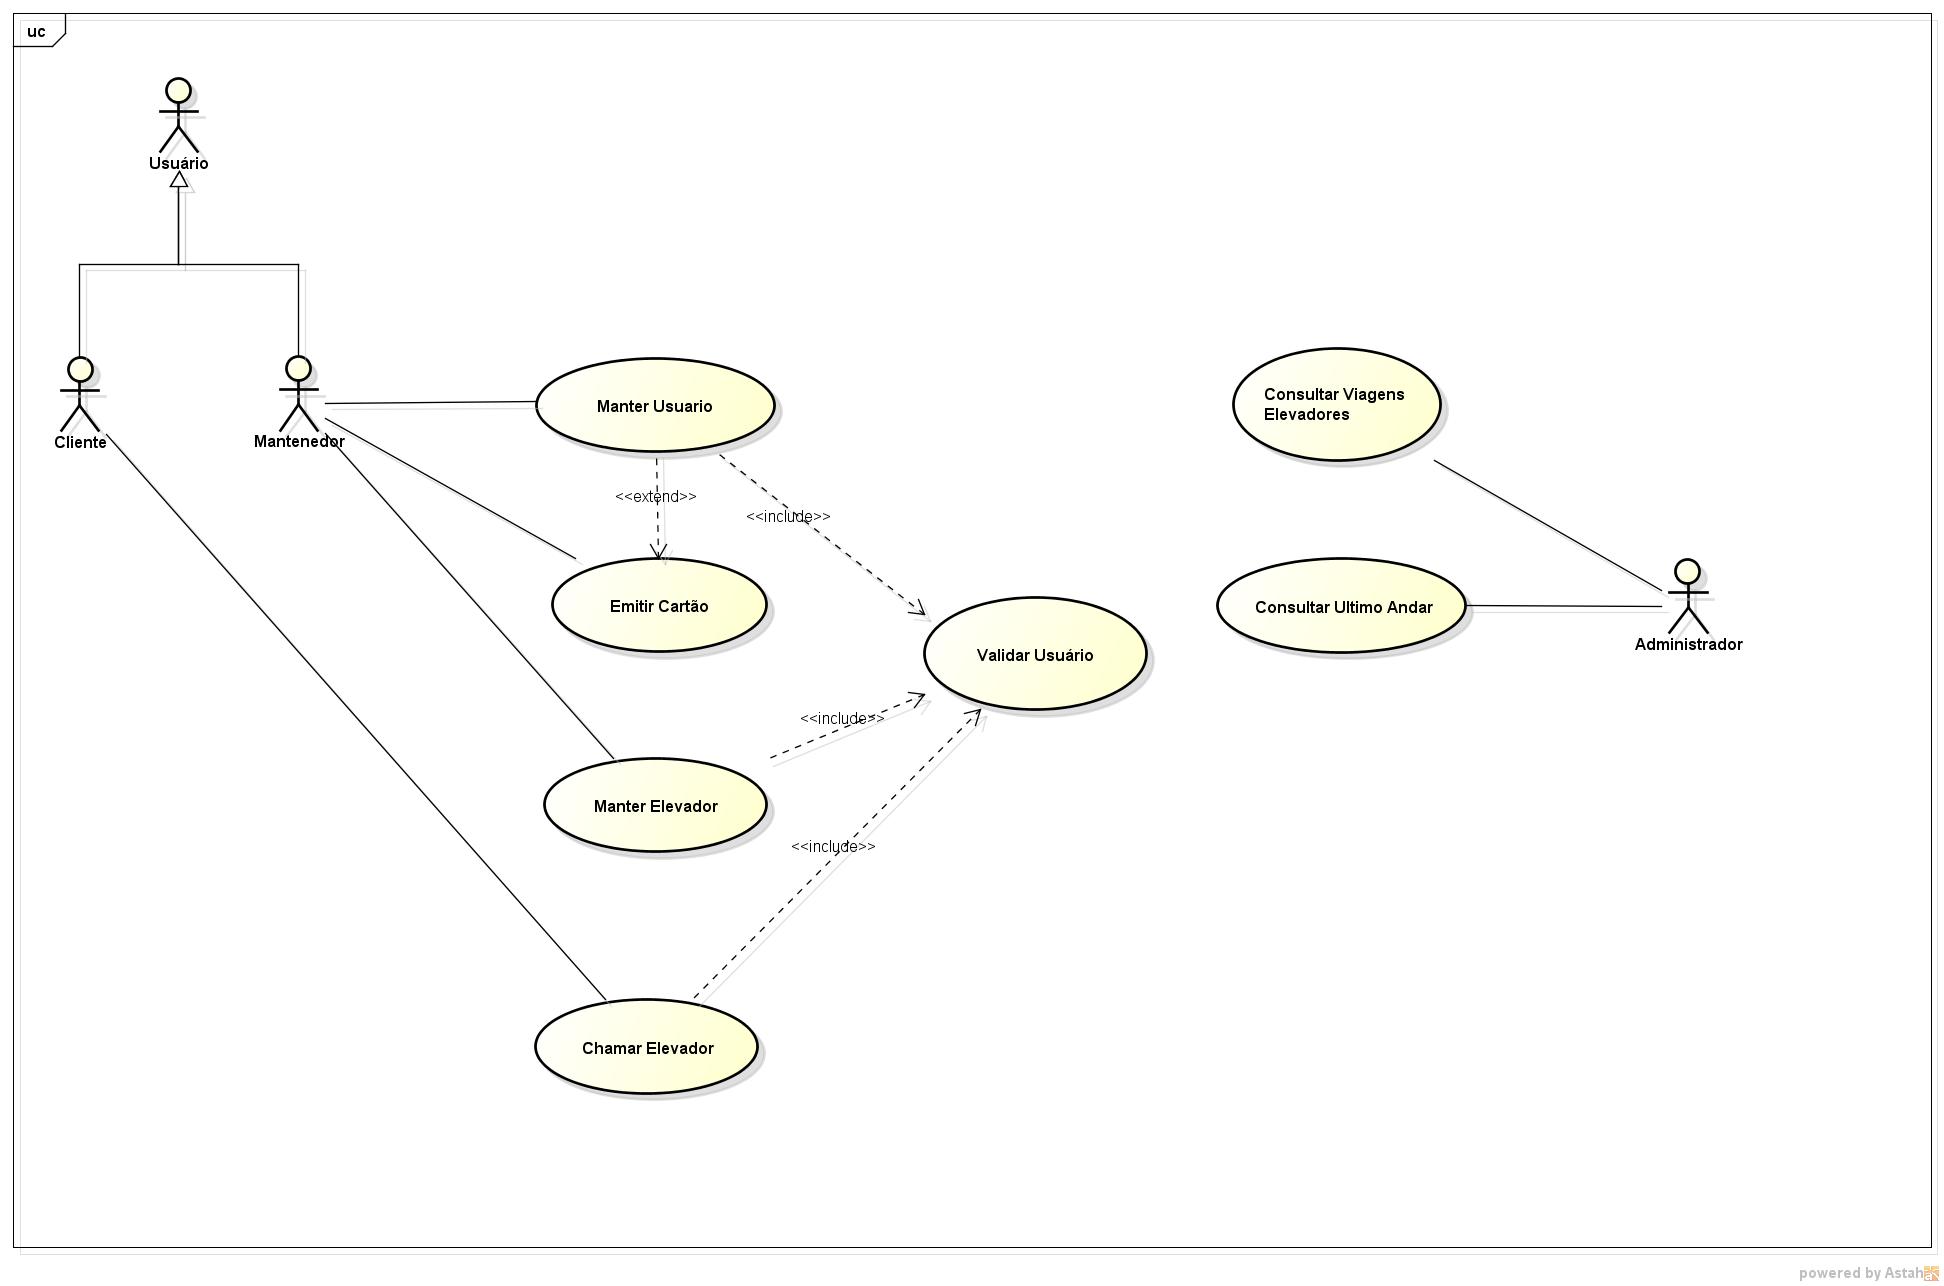 uc
Usuário
Cliente
Mantenedor
Manter Usuario
Consultar Viagens
Elevadores
<<extend>>
<<include>>
Emitir Cartão
Consultar Ultimo Andar
Administrador
Validar Usuário
<<include>>
Manter Elevador
<<include>>
Chamar Elevador
powered by Astah